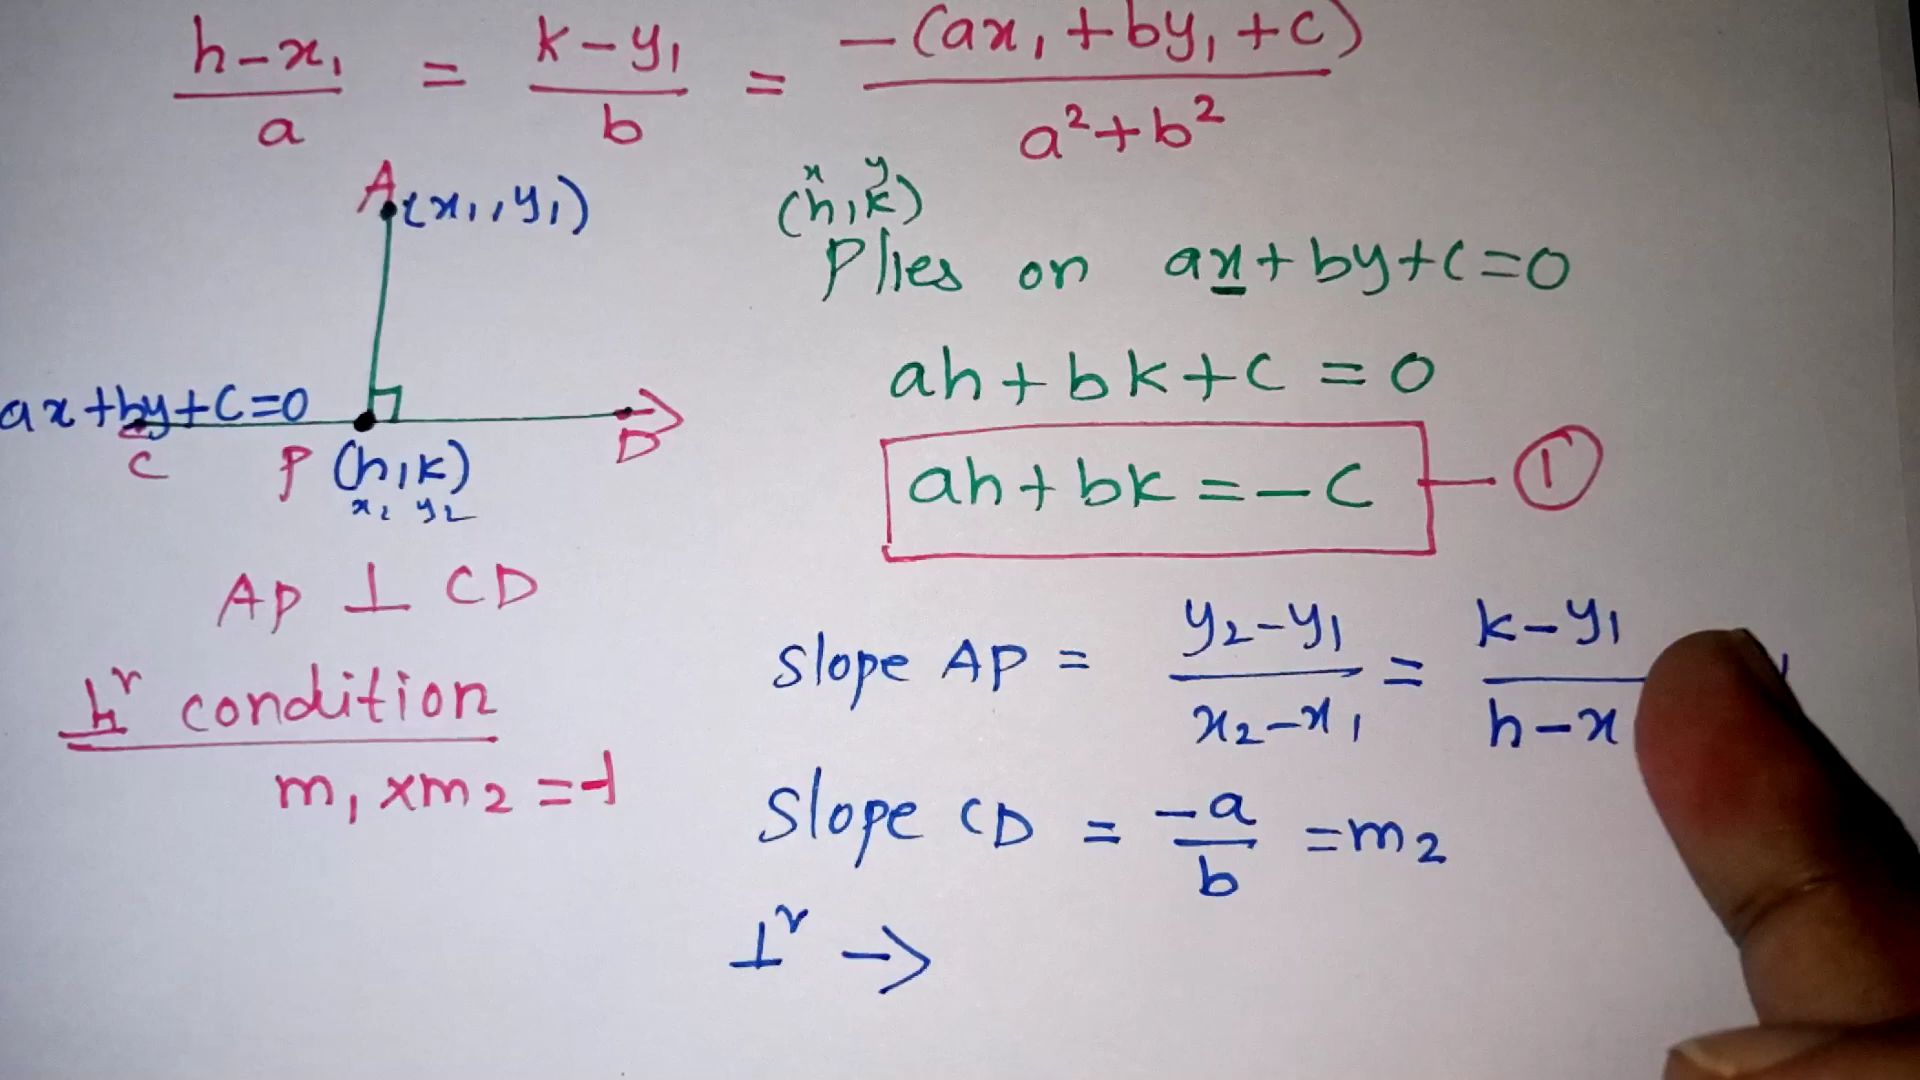 h-x₁/a = k-y₁/b = -(ax₁+by₁+c)/a²+b²
A(x₁,y₁)
ax+by+c=0
C P (h,k) D
x₂ y₂
AP ⊥ CD
⊥ʳ condition
m₁×m₂=-1
x y
(h,k)
P lies on ax+by+c=0
ah+bk+c=0
ah+bk=-c - ①
Slope AP = y₂-y₁/x₂-x₁ = k-y₁/h-x
Slope CD = -a/b = m₂
⊥ʳ →